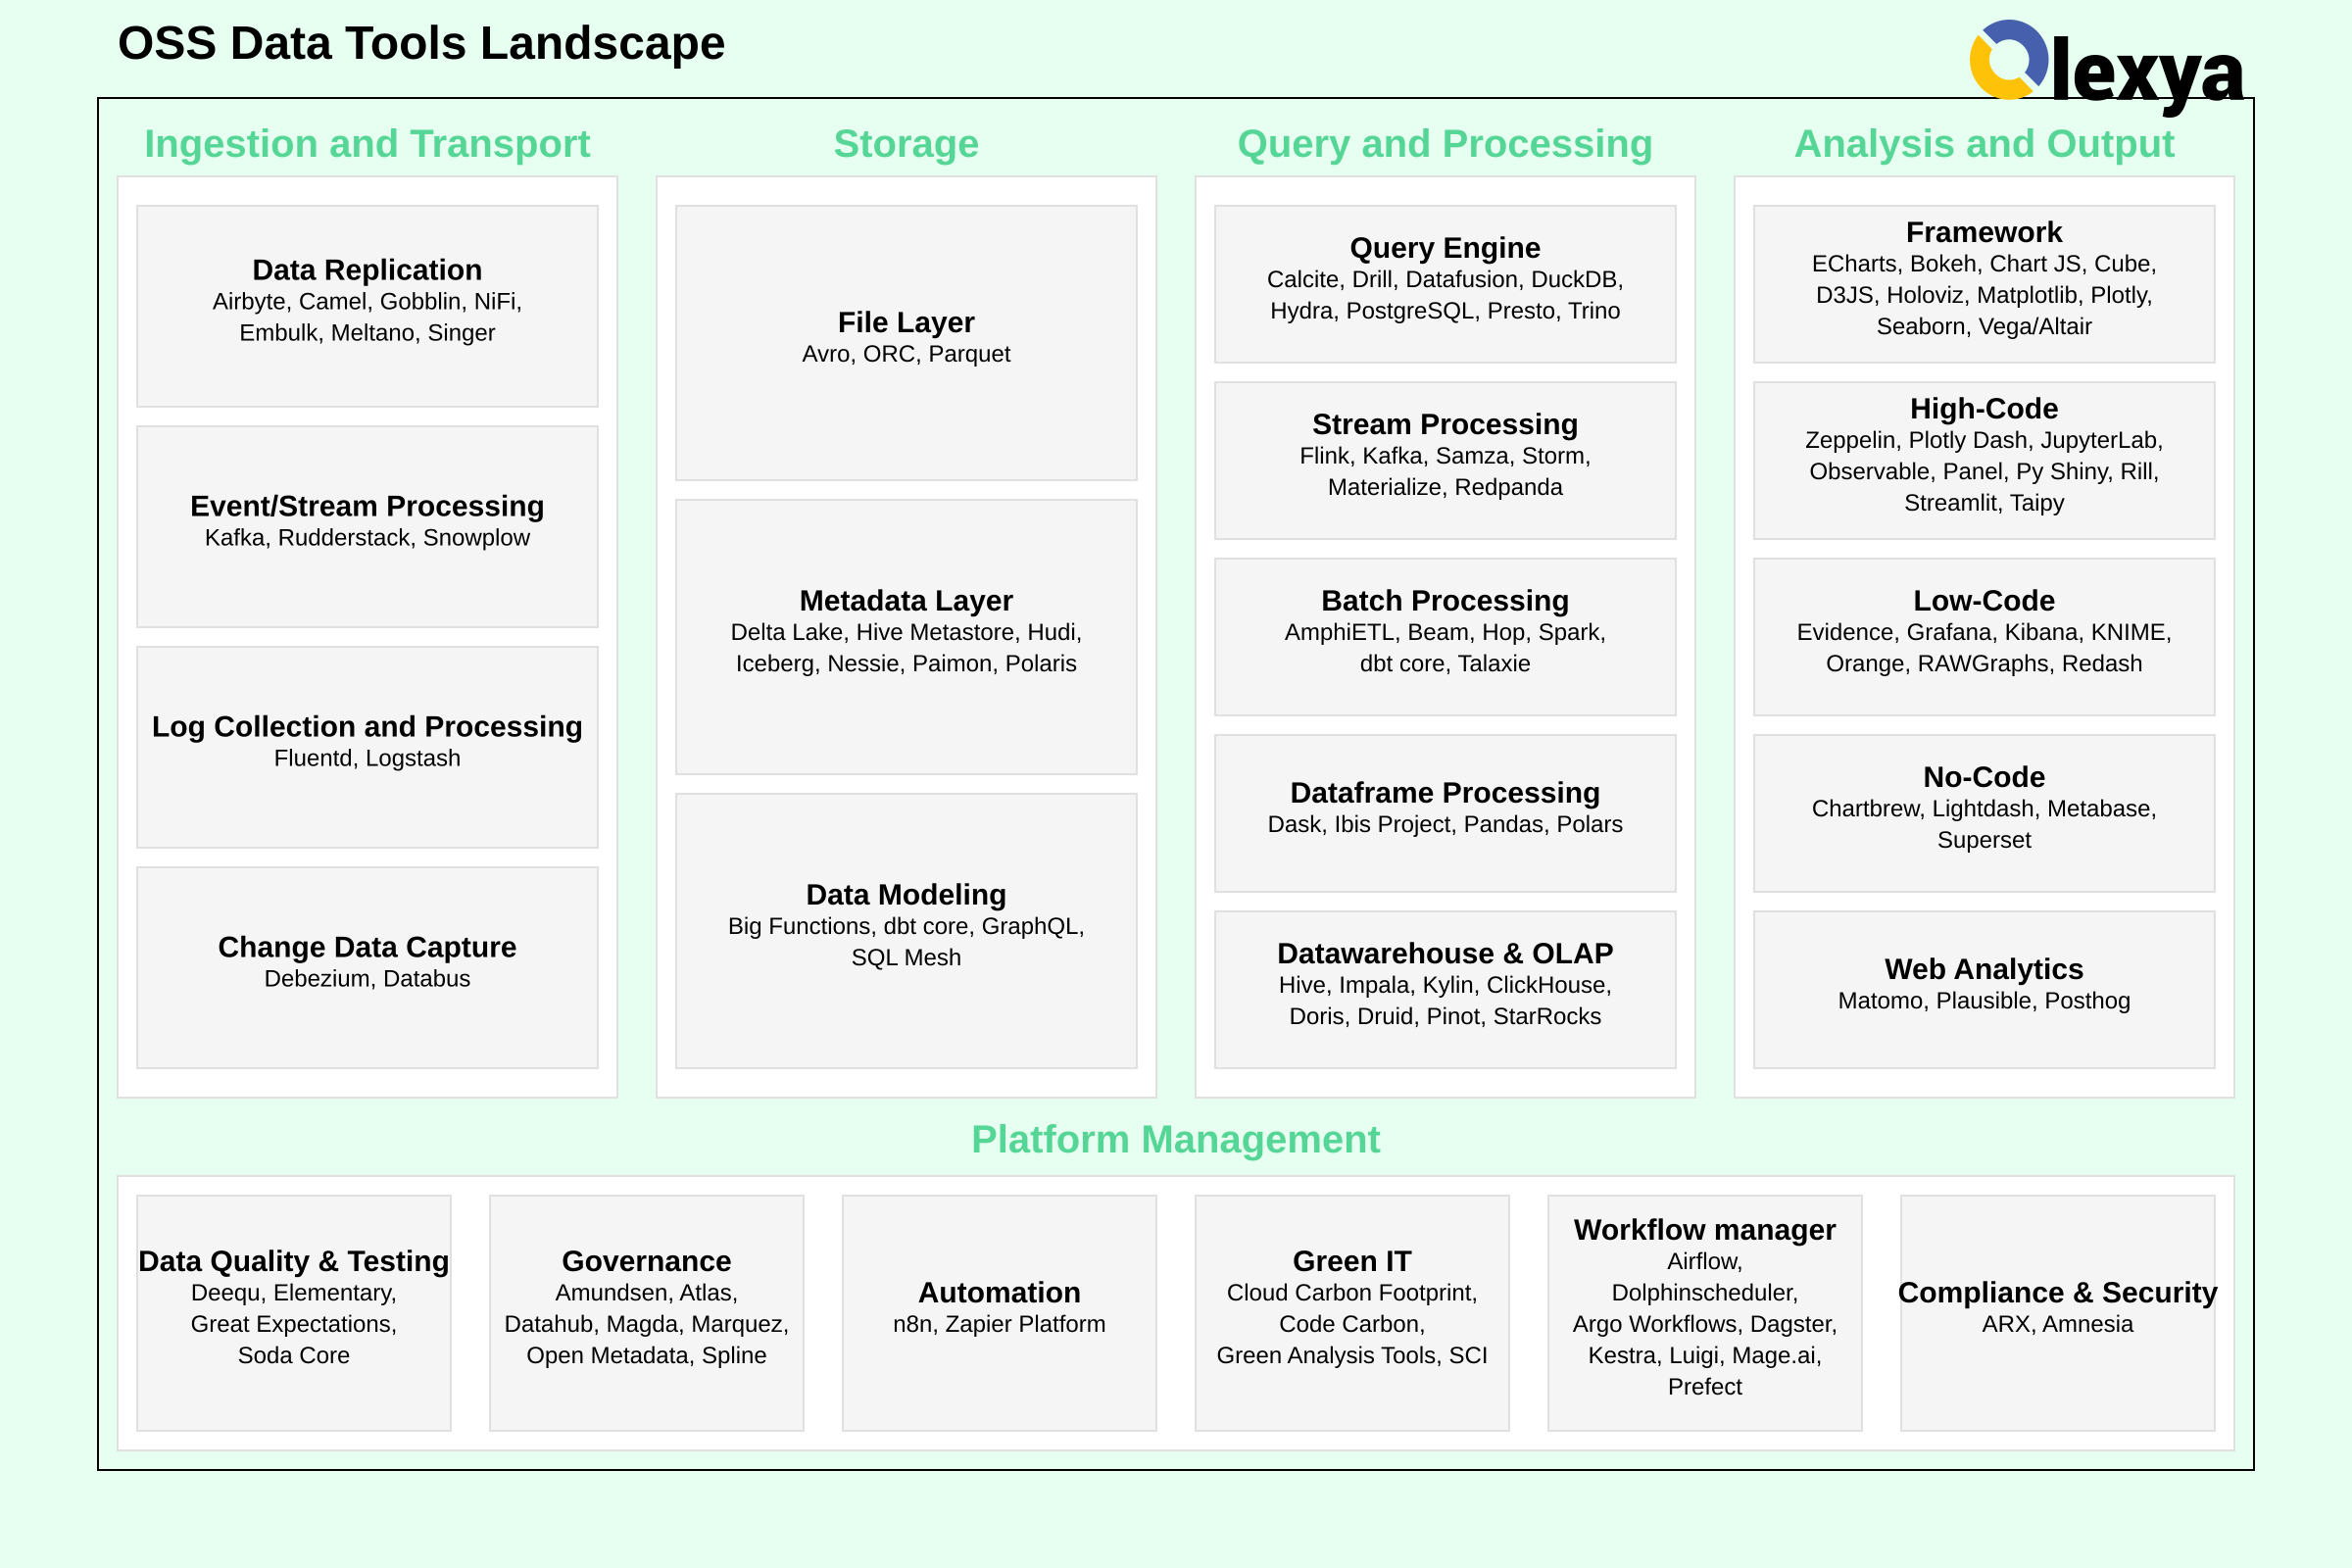 OSS Data Tools Landscape
Olexya
Ingestion and Transport
Data Replication
Airbyte, Camel, Gobblin, NiFi,
Embulk, Meltano, Singer
Event/Stream Processing
Kafka, Rudderstack, Snowplow
Log Collection and Processing
Fluentd, Logstash
Change Data Capture
Debezium, Databus
Storage
File Layer
Avro, ORC, Parquet
Metadata Layer
Delta Lake, Hive Metastore, Hudi,
Iceberg, Nessie, Paimon, Polaris
Data Modeling
Big Functions, dbt core, GraphQL,
SQL Mesh
Query and Processing
Query Engine
Calcite, Drill, Datafusion, DuckDB,
Hydra, PostgreSQL, Presto, Trino
Stream Processing
Flink, Kafka, Samza, Storm,
Materialize, Redpanda
Batch Processing
AmphiETL, Beam, Hop, Spark,
dbt core, Talaxie
Dataframe Processing
Dask, Ibis Project, Pandas, Polars
Datawarehouse & OLAP
Hive, Impala, Kylin, ClickHouse,
Doris, Druid, Pinot, StarRocks
Analysis and Output
Framework
ECharts, Bokeh, Chart JS, Cube,
D3JS, Holoviz, Matplotlib, Plotly,
Seaborn, Vega/Altair
High-Code
Zeppelin, Plotly Dash, JupyterLab,
Observable, Panel, Py Shiny, Rill,
Streamlit, Taipy
Low-Code
Evidence, Grafana, Kibana, KNIME,
Orange, RAWGraphs, Redash
No-Code
Chartbrew, Lightdash, Metabase,
Superset
Web Analytics
Matomo, Plausible, Posthog
Platform Management
Data Quality & Testing
Deequ, Elementary,
Great Expectations,
Soda Core
Governance
Amundsen, Atlas,
Datahub, Magda, Marquez,
Open Metadata, Spline
Automation
n8n, Zapier Platform
Green IT
Cloud Carbon Footprint,
Code Carbon,
Green Analysis Tools, SCI
Workflow manager
Airflow,
Dolphinscheduler,
Argo Workflows, Dagster,
Kestra, Luigi, Mage.ai,
Prefect
Compliance & Security
ARX, Amnesia